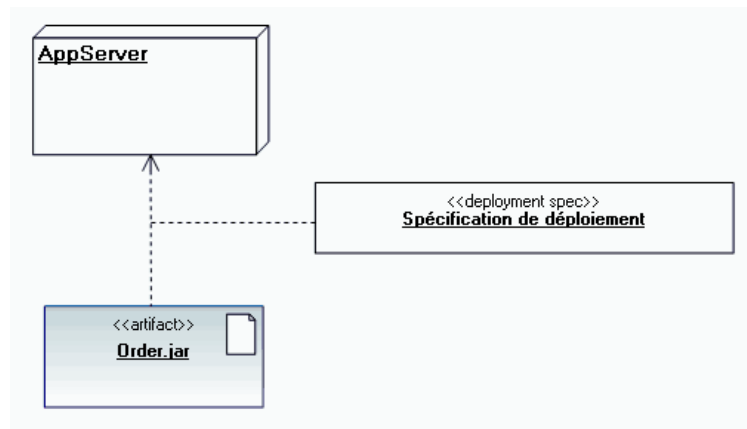 AppServer
<<deployment spec>>
Spécification de déploiement
<<artifact>>
Order.jar